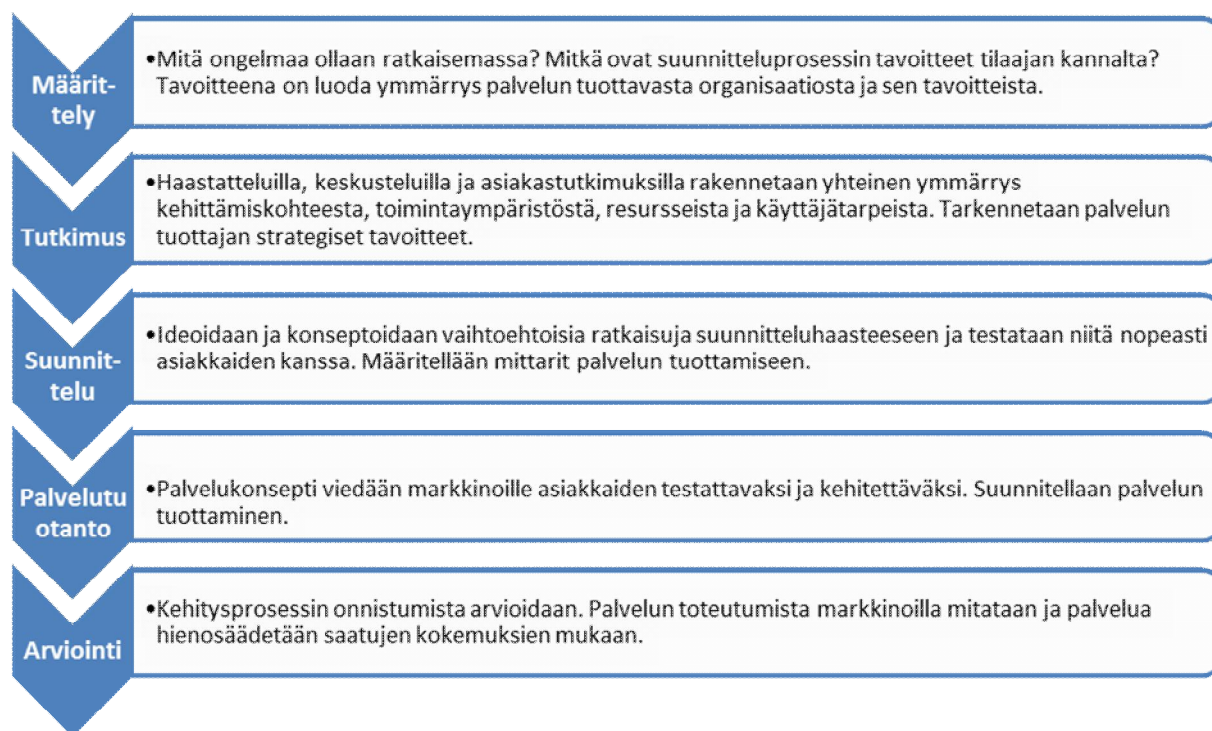 Määrit-
tely
•Mitä ongelmaa ollaan ratkaisemassa? Mitkä ovat suunnitteluprosessin tavoitteet tilaajan kannalta?
Tavoitteena on luoda ymmärrys palvelun tuottavasta organisaatiosta ja sen tavoitteista.
Tutkimus
•Haastatteluilla, keskusteluilla ja asiakastutkimuksilla rakennetaan yhteinen ymmärrys
kehittämiskohteesta, toimintaympäristöstä, resursseista ja käyttäjätarpeista. Tarkennetaan palvelun
tuottajan strategiset tavoitteet.
Suunnit-
telu
•Ideoidaan ja konseptoidaan vaihtoehtoisia ratkaisuja suunnitteluhaasteeseen ja testataan niitä nopeasti
asiakkaiden kanssa. Määritellään mittarit palvelun tuottamiseen.
Palvelutu
otanto
•Palvelukonsepti viedään markkinoille asiakkaiden testattavaksi ja kehitettäväksi. Suunnitellaan palvelun
tuottaminen.
Arviointi
•Kehitysprosessin onnistumista arvioidaan. Palvelun toteutumista markkinoilla mitataan ja palvelua
hienosäädetään saatujen kokemuksien mukaan.